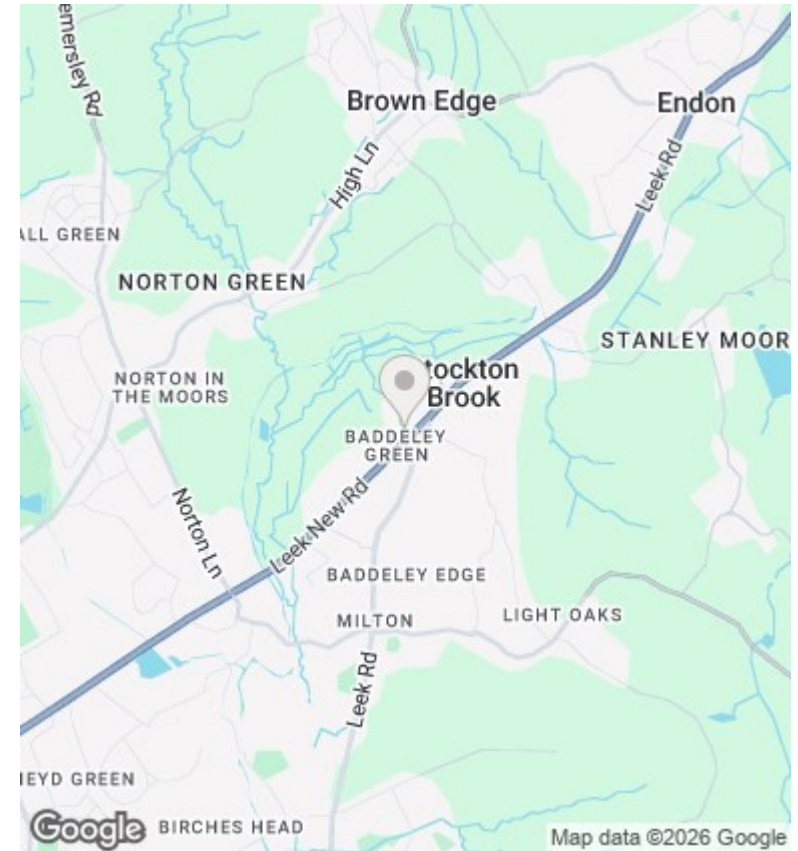 emersley Rd
Brown Edge
Endon
High Ln
Leek Rd
ALL GREEN
NORTON GREEN
STANLEY MOOR
NORTON IN
THE MOORS
tockton
Brook
BADDELEY
GREEN
Leek New Rd
Norton Ln
BADDELEY EDGE
LIGHT OAKS
MILTON
Leek Rd
EYD GREEN
BIRCHES HEAD
Google
Map data ©2026 Google